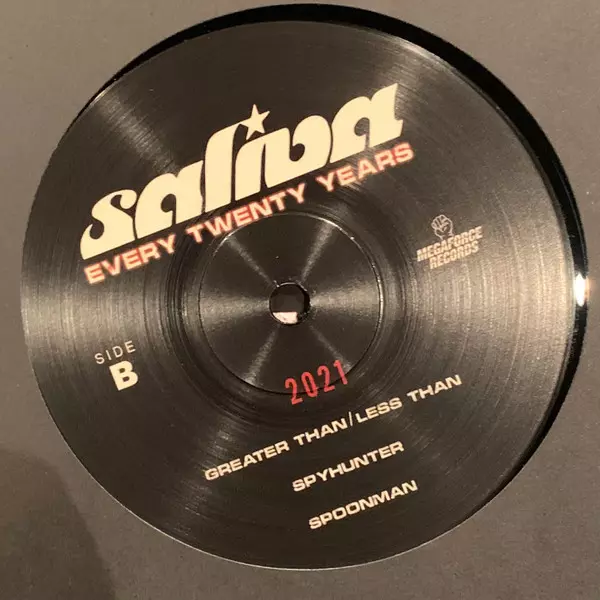 saliva
EVERY TWENTY YEARS
MEGAFORCE
RECORDS
SIDE
B
2021
GREATER THAN/LESS THAN
SPYHUNTER
SPOONMAN